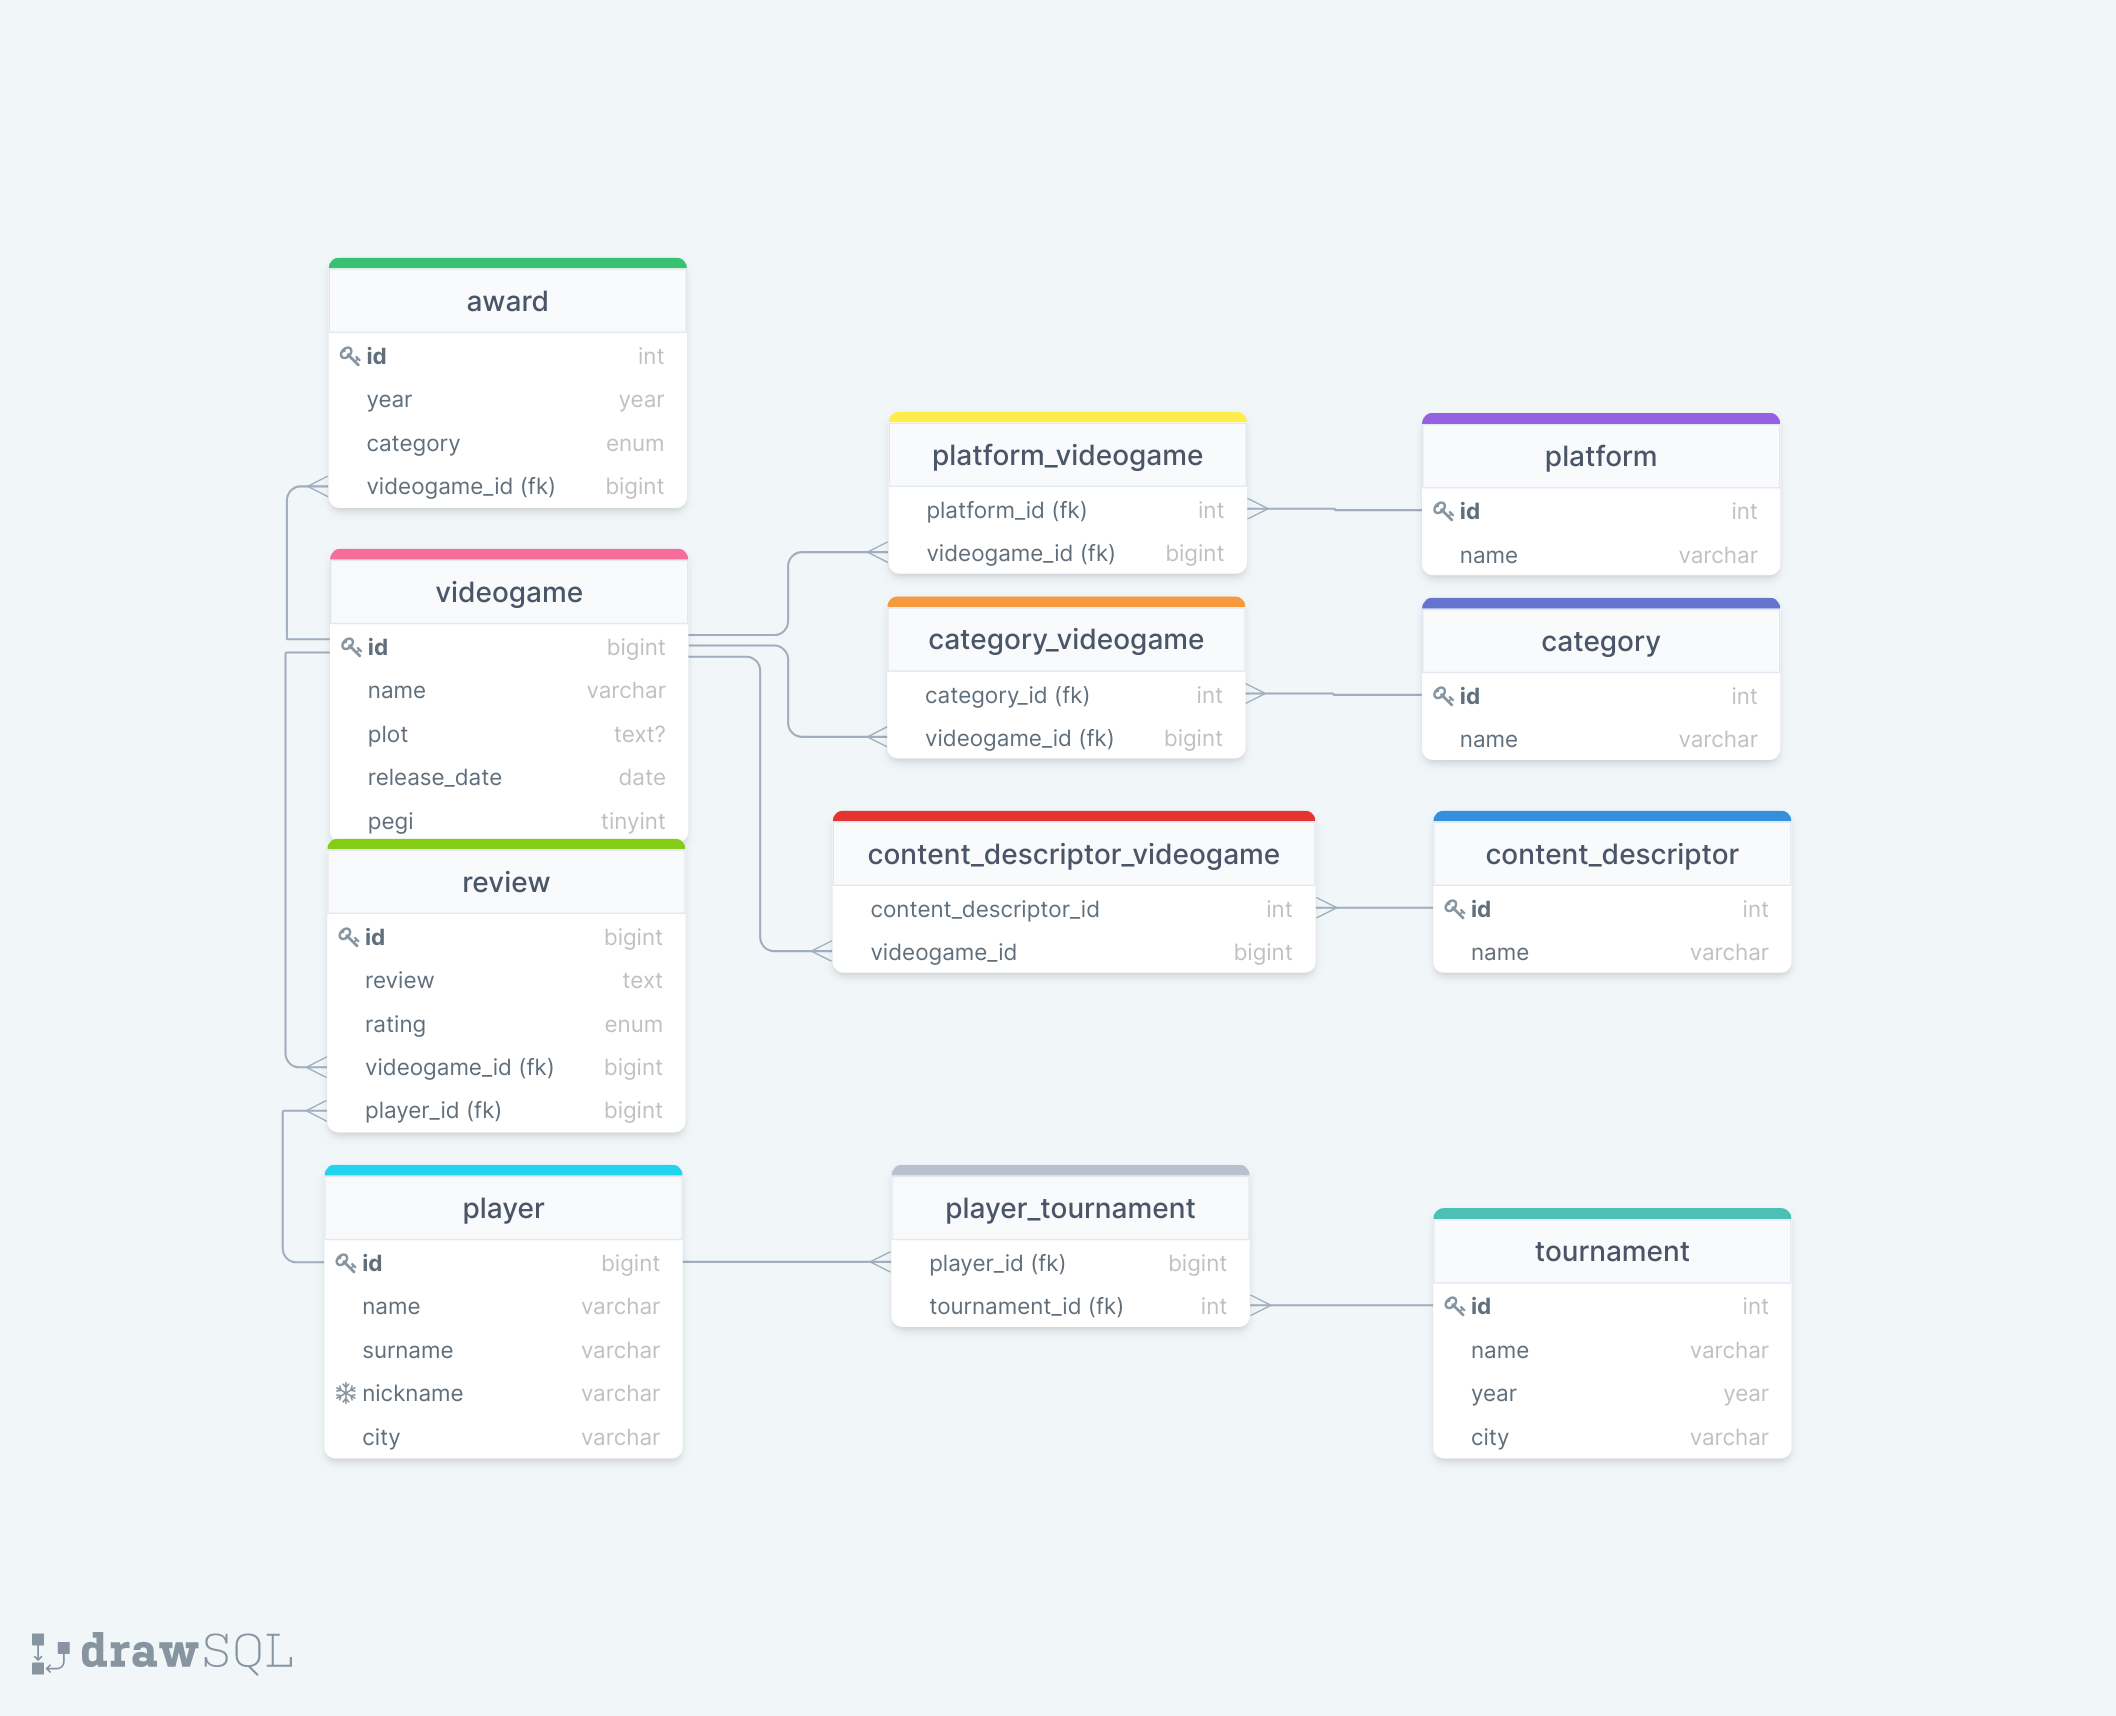 award
id int
year year
category enum
videogame_id (fk) bigint
videogame
id bigint
name varchar
plot text?
release_date date
pegi tinyint
review
id bigint
review text
rating enum
videogame_id (fk) bigint
player_id (fk) bigint
player
id bigint
name varchar
surname varchar
nickname varchar
city varchar
platform_videogame
platform_id (fk) int
videogame_id (fk) bigint
category_videogame
category_id (fk) int
videogame_id (fk) bigint
content_descriptor_videogame
content_descriptor_id int
videogame_id bigint
player_tournament
player_id (fk) bigint
tournament_id (fk) int
platform
id int
name varchar
category
id int
name varchar
content_descriptor
id int
name varchar
tournament
id int
name varchar
year year
city varchar
drawSQL